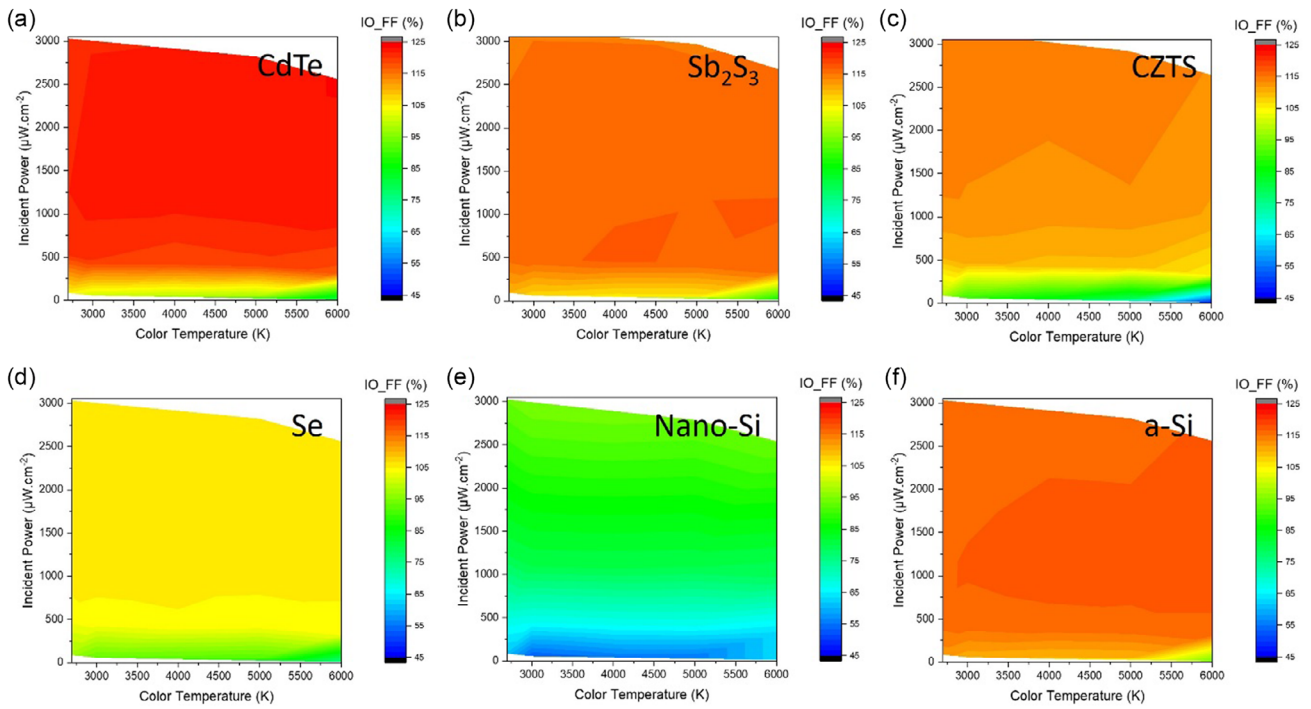 (a)
IO_FF (%)
CdTe
Incident Power (μW.cm⁻²)
3000
2500
2000
1500
1000
500
0
3000 3500 4000 4500 5000 5500 6000
Color Temperature (K)
125
115
105
95
85
75
65
55
45
(b)
IO_FF (%)
Sb₂S₃
Incident Power (μW.cm⁻²)
3000
2500
2000
1500
1000
500
0
3000 3500 4000 4500 5000 5500 6000
Color Temperature (K)
125
115
105
95
85
75
65
55
45
(c)
IO_FF (%)
CZTS
Incident Power (μW.cm⁻²)
3000
2500
2000
1500
1000
500
0
3000 3500 4000 4500 5000 5500 6000
Color Temperature (K)
125
115
105
95
85
75
65
55
45
(d)
IO_FF (%)
Se
Incident Power (μW.cm⁻²)
3000
2500
2000
1500
1000
500
0
3000 3500 4000 4500 5000 5500 6000
Color Temperature (K)
125
115
105
95
85
75
65
55
45
(e)
IO_FF (%)
Nano-Si
Incident Power (μW.cm⁻²)
3000
2500
2000
1500
1000
500
0
3000 3500 4000 4500 5000 5500 6000
Color Temperature (K)
125
115
105
95
85
75
65
55
45
(f)
IO_FF (%)
a-Si
Incident Power (μW.cm⁻²)
3000
2500
2000
1500
1000
500
0
3000 3500 4000 4500 5000 5500 6000
Color Temperature (K)
125
115
105
95
85
75
65
55
45